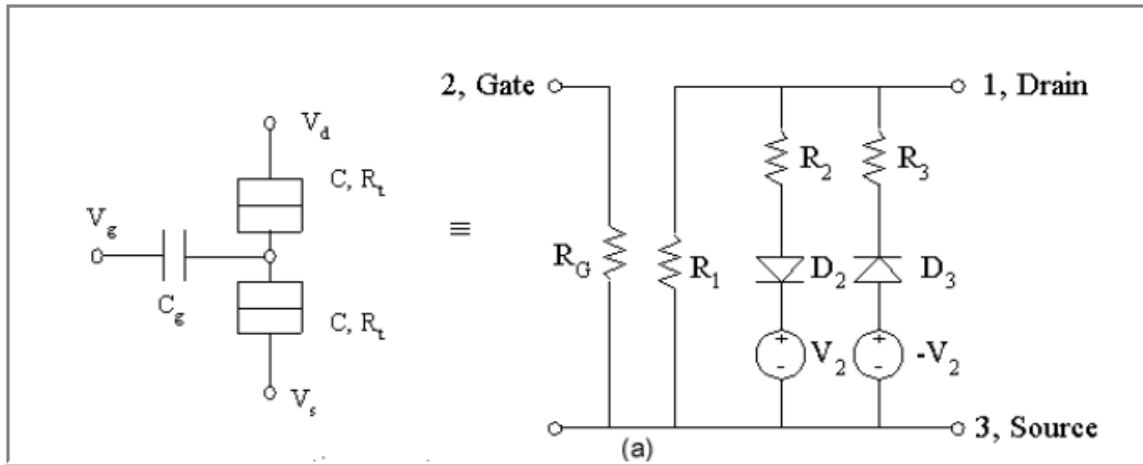 2, Gate
1, Drain
V_d
R_2
R_3
C, R_t
V_g
≡
R_G
R_1
D_2
D_3
C_g
C, R_t
+
-
V_2
+
-
-V_2
V_s
3, Source
(a)